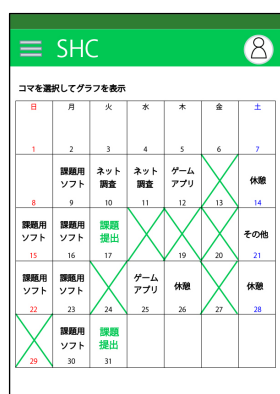 SHC
コマを選択してグラフを表示
日 月 火 水 木 金 土
1 2 3 4 5 6 7
課題用 ネット ネット ゲーム
ソフト 調査 調査 アプリ 休憩
8 9 10 11 12 13 14
課題用 課題用 課題
ソフト ソフト 提出 その他
15 16 17 19 20 21
課題用 課題用 ゲーム
ソフト ソフト アプリ 休憩 休憩
22 23 24 25 26 27 28
課題用 課題
ソフト 提出
29 30 31